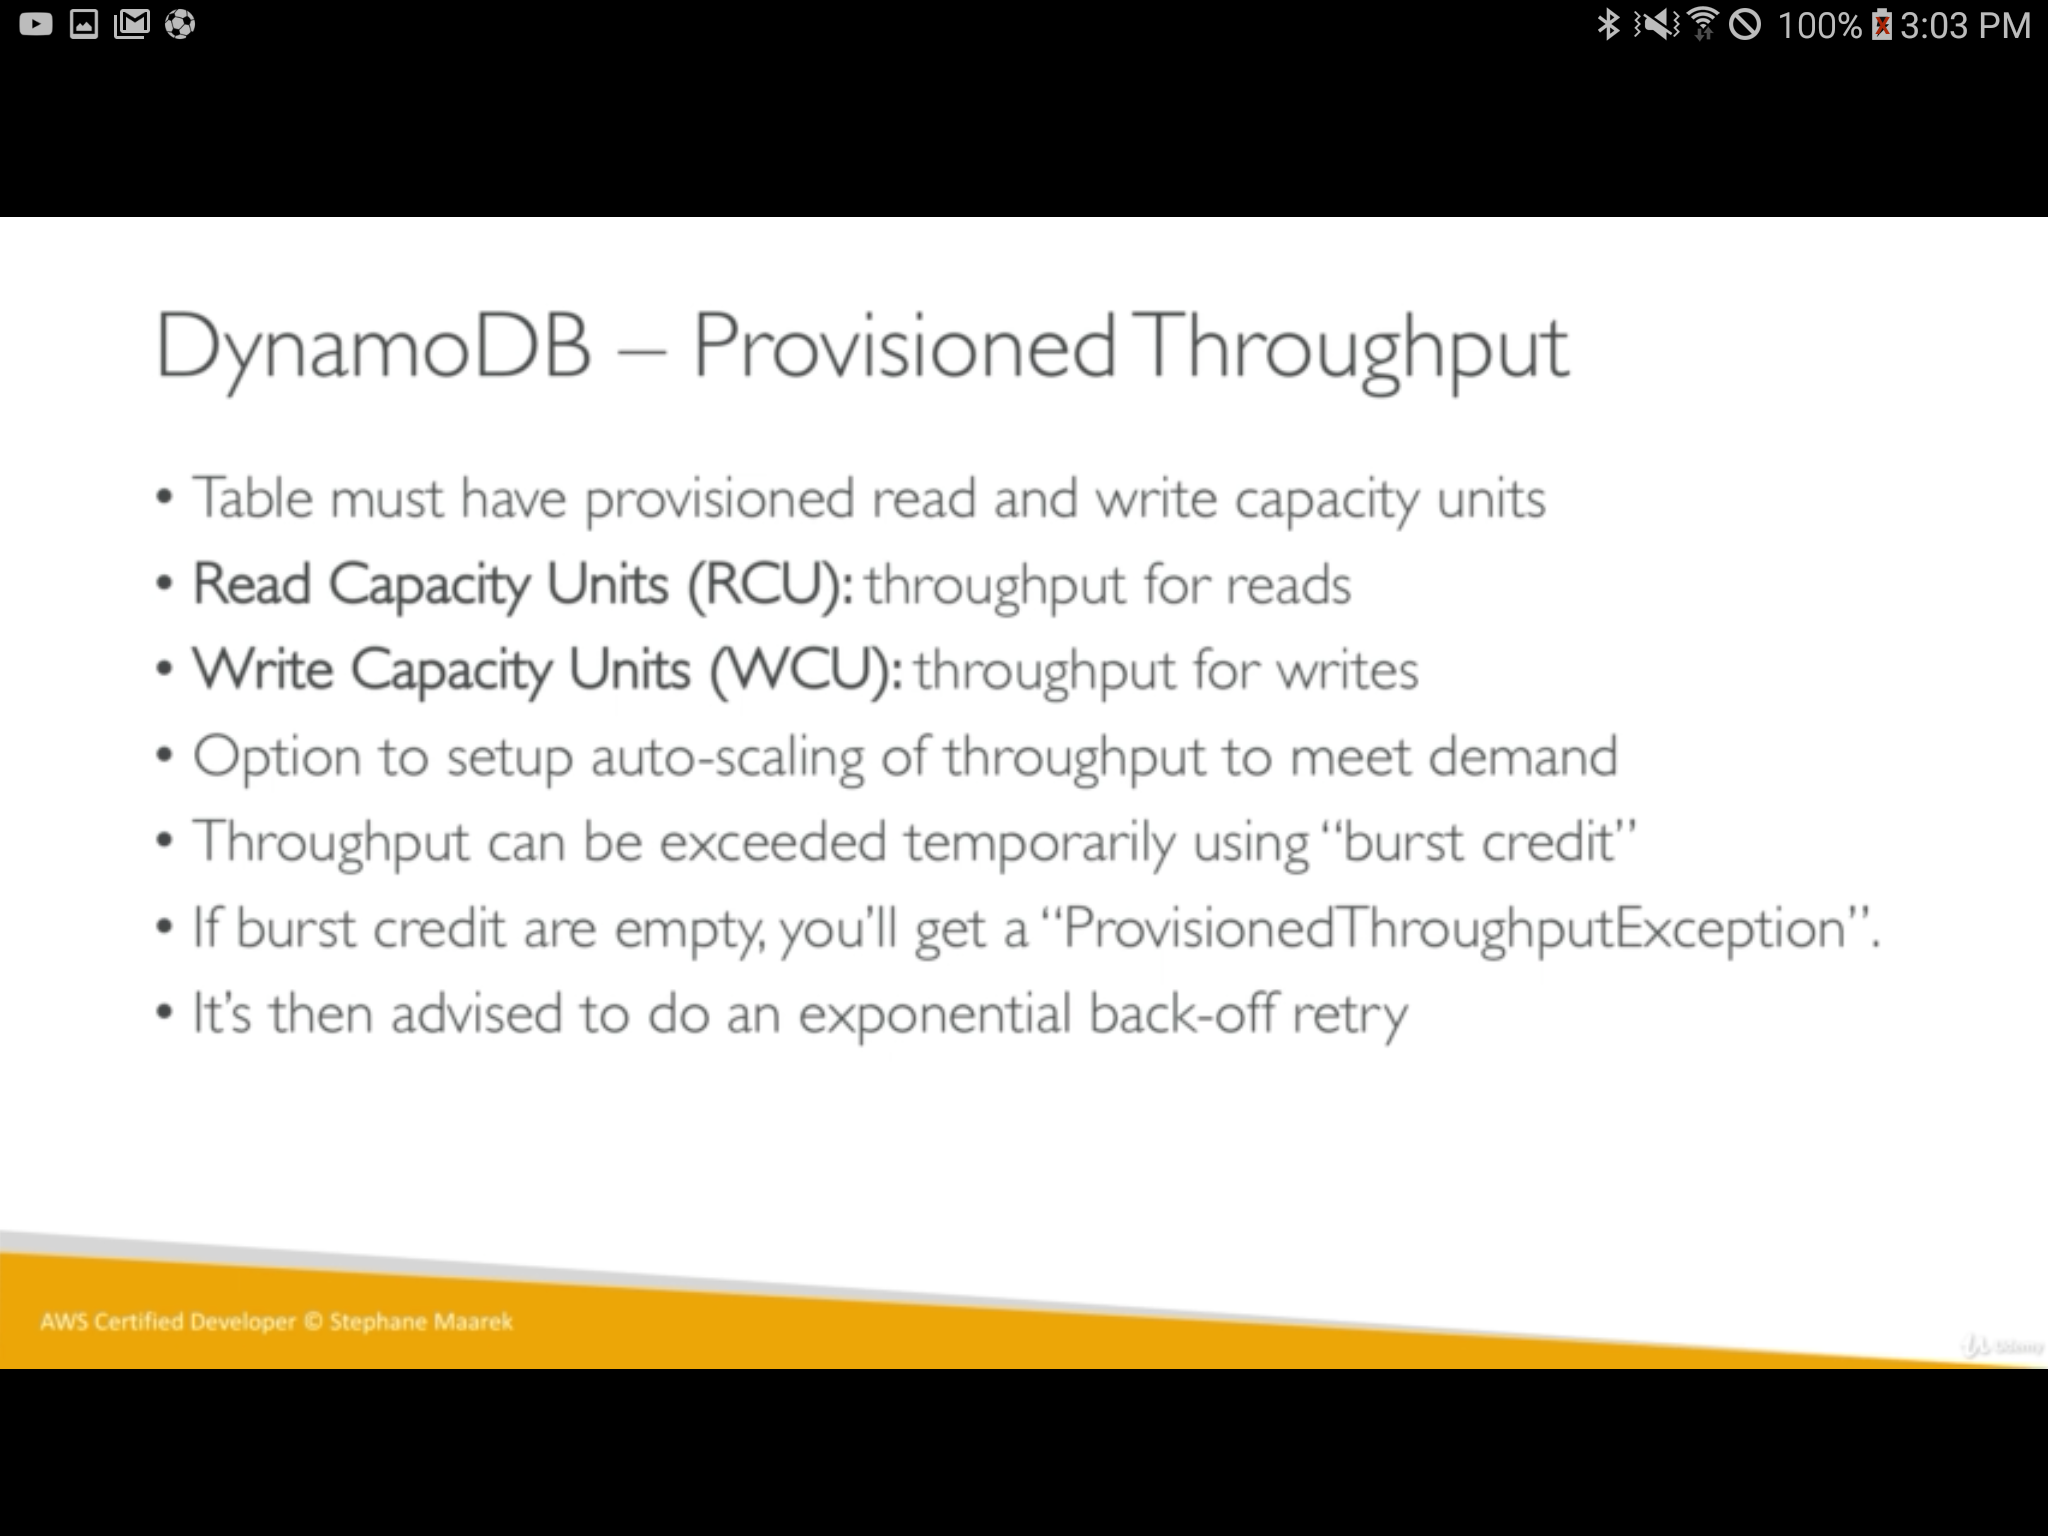 100% 3:03 PM
DynamoDB – Provisioned Throughput
• Table must have provisioned read and write capacity units
• Read Capacity Units (RCU): throughput for reads
• Write Capacity Units (WCU): throughput for writes
• Option to setup auto-scaling of throughput to meet demand
• Throughput can be exceeded temporarily using “burst credit”
• If burst credit are empty, you’ll get a “ProvisionedThroughputException”.
• It’s then advised to do an exponential back-off retry
AWS Certified Developer © Stephane Maarek
Udemy